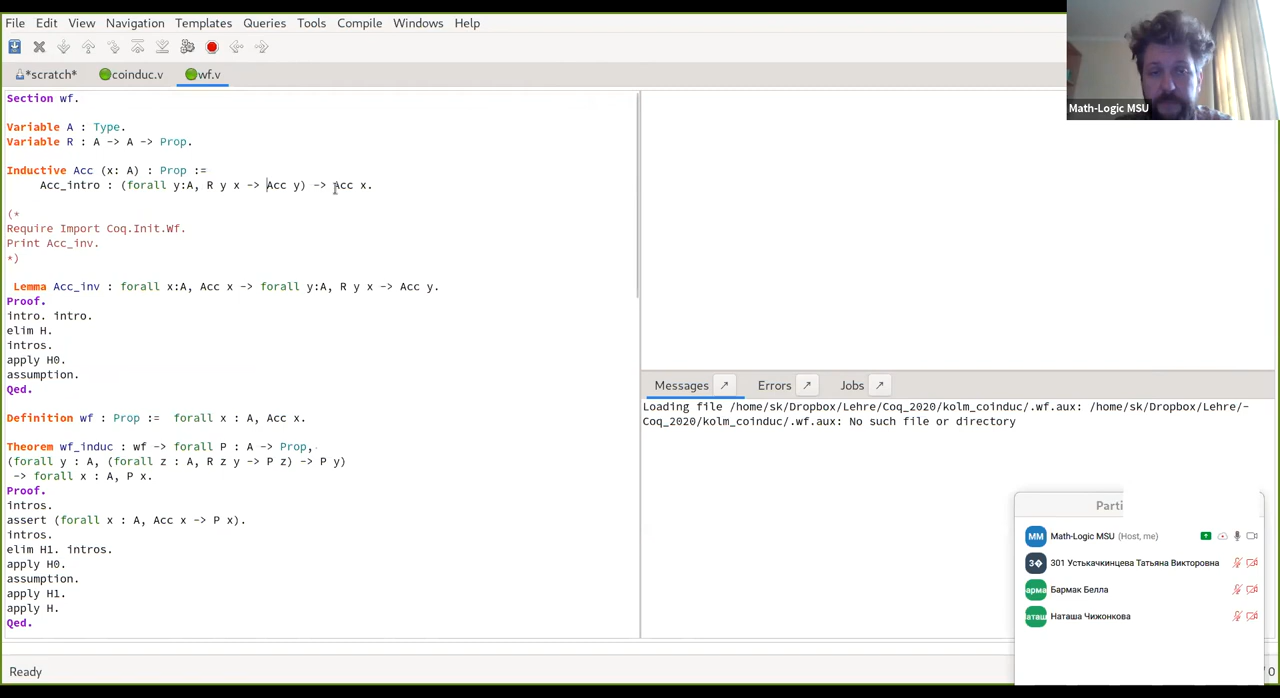 File Edit View Navigation Templates Queries Tools Compile Windows Help
*scratch* coinduc.v wf.v
Section wf.
Variable A : Type.
Variable R : A -> A -> Prop.
Inductive Acc (x: A) : Prop :=
Acc_intro : (forall y:A, R y x -> Acc y) -> Acc x.
(*
Require Import Coq.Init.Wf.
Print Acc_inv.
*)
Lemma Acc_inv : forall x:A, Acc x -> forall y:A, R y x -> Acc y.
Proof.
intro. intro.
elim H.
intros.
apply H0.
assumption.
Qed.
Definition wf : Prop := forall x : A, Acc x.
Theorem wf_induc : wf -> forall P : A -> Prop,
(forall y : A, (forall z : A, R z y -> P z) -> P y)
-> forall x : A, P x.
Proof.
intros.
assert (forall x : A, Acc x -> P x).
intros.
elim H1. intros.
apply H0.
assumption.
apply H1.
apply H.
Qed.
Ready
Messages Errors Jobs
Loading file /home/sk/Dropbox/Lehre/Coq_2020/kolm_coinduc/.wf.aux: /home/sk/Dropbox/Lehre/-
Coq_2020/kolm_coinduc/.wf.aux: No such file or directory
Math-Logic MSU
Parti
MM Math-Logic MSU (Host, me)
301 Устькачкинцева Татьяна Викторовна
Бармак Белла
Наташа Чижонкова
/ 0